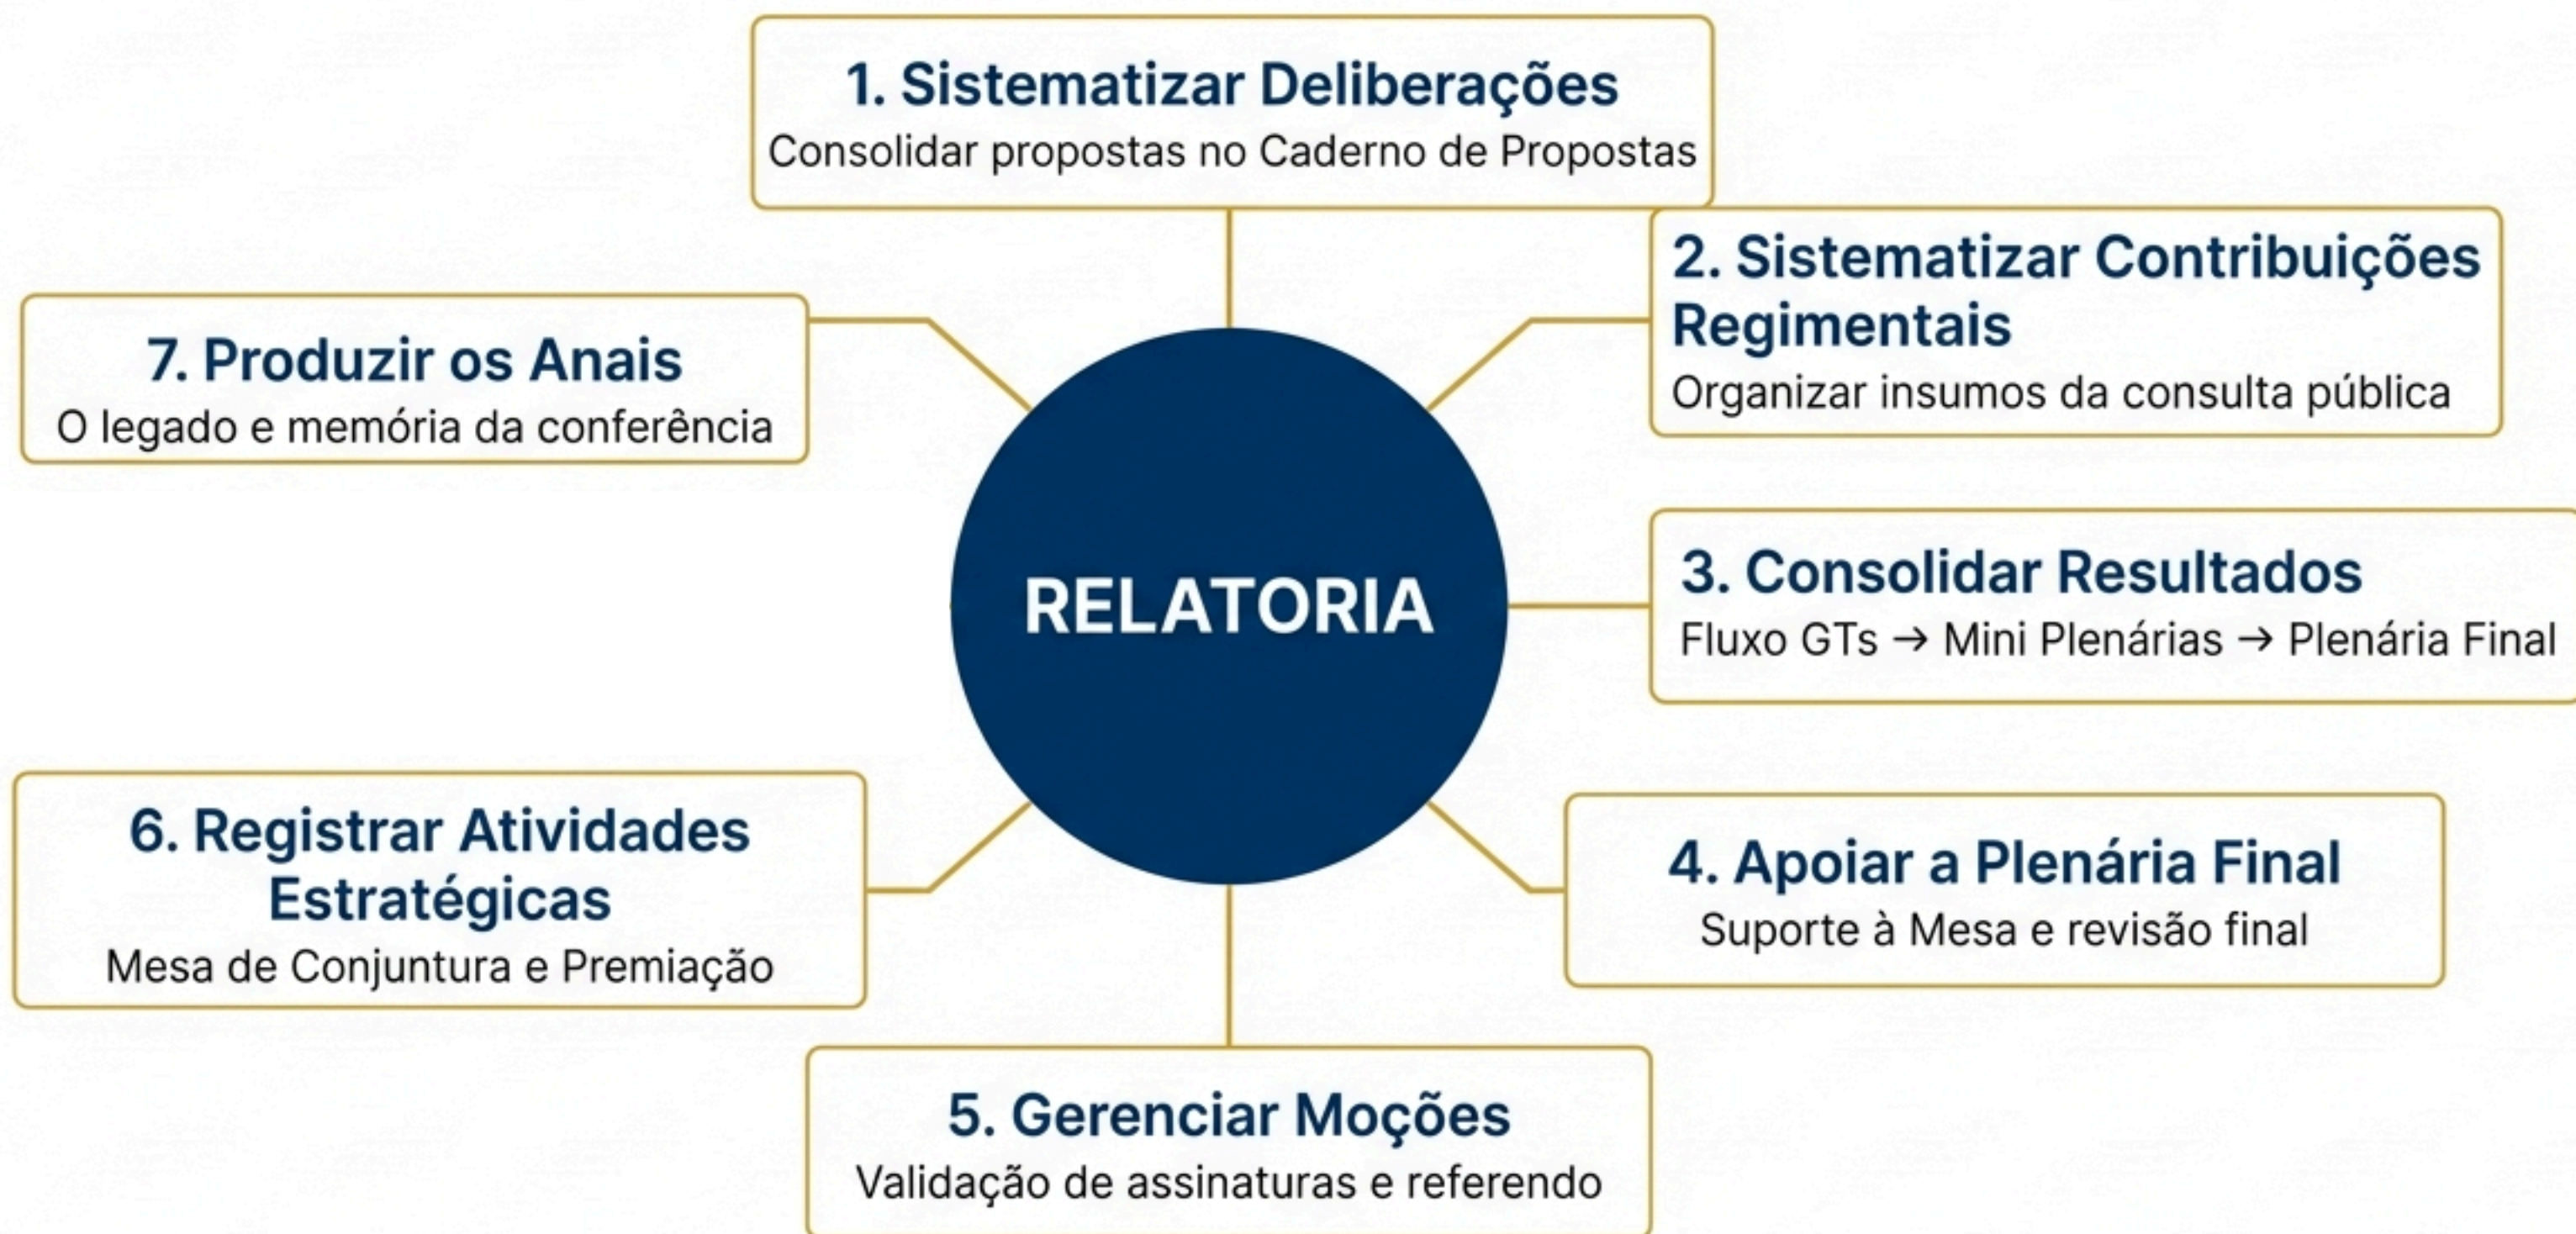 1. Sistematizar Deliberações
Consolidar propostas no Caderno de Propostas
2. Sistematizar Contribuições
Regimentais
Organizar insumos da consulta pública
3. Consolidar Resultados
Fluxo GTs → Mini Plenárias → Plenária Final
4. Apoiar a Plenária Final
Suporte à Mesa e revisão final
5. Gerenciar Moções
Validação de assinaturas e referendo
6. Registrar Atividades
Estratégicas
Mesa de Conjuntura e Premiação
7. Produzir os Anais
O legado e memória da conferência
RELATORIA